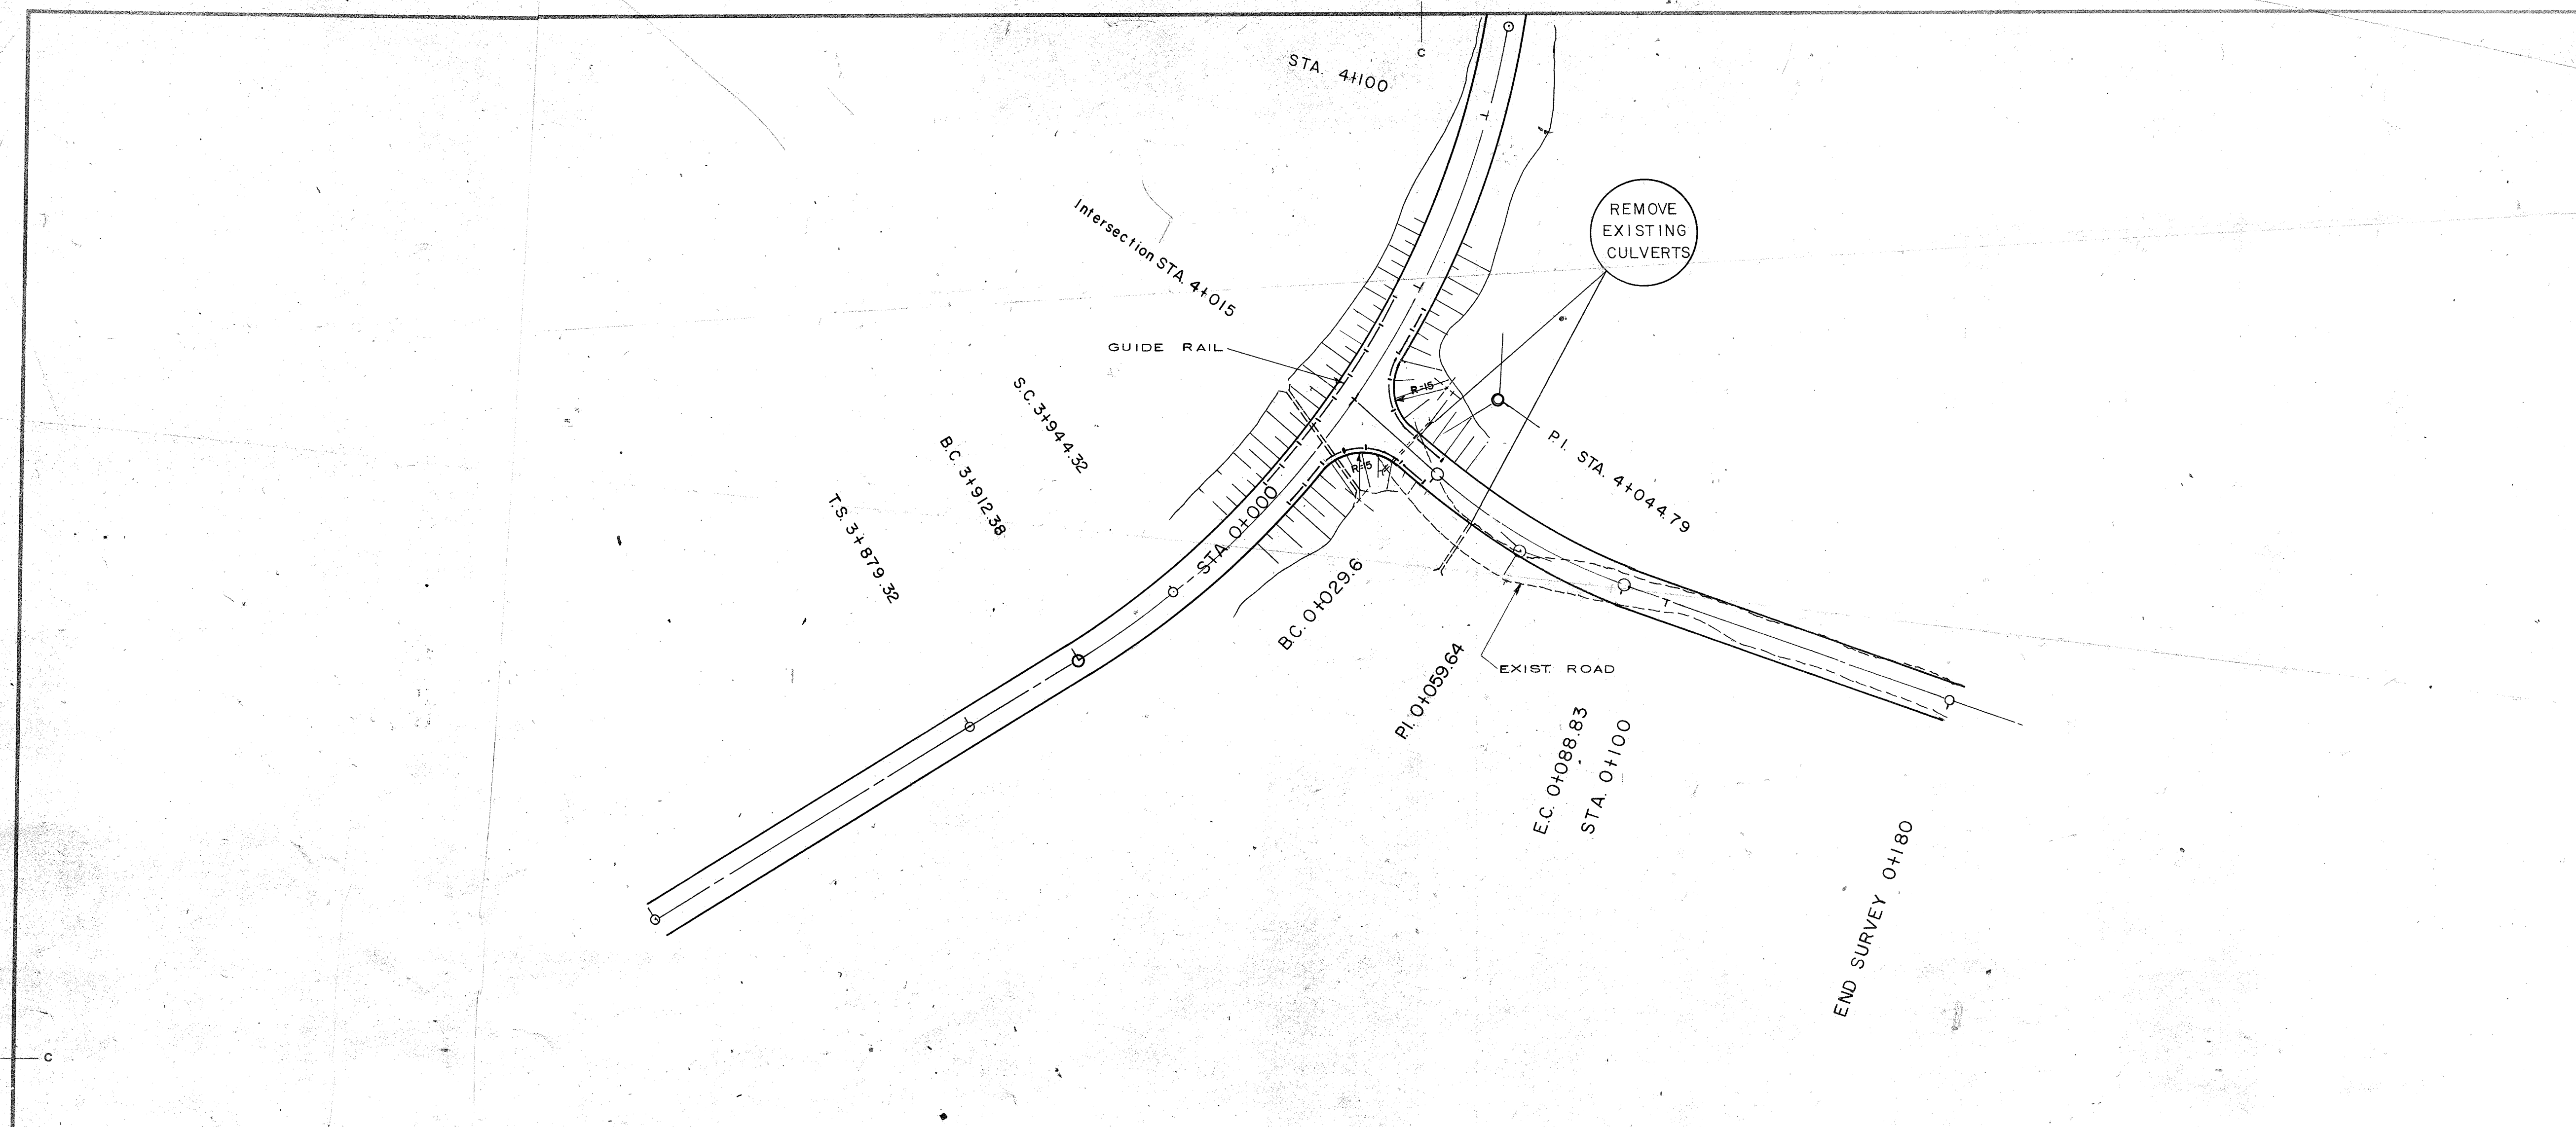 C
STA. 4+100
REMOVE
EXISTING
CULVERTS
Intersection STA. 4+015
GUIDE RAIL
S.C. 3+944.32
R=15
B.C. 3+912.38
P.I. STA. 4+044.79
T.S. 3+879.32
STA. 0+000
B.C. 0+029.6
P.I. 0+059.64
EXIST. ROAD
E.C. 0+088.83
STA. 0+100
END SURVEY 0+180
C